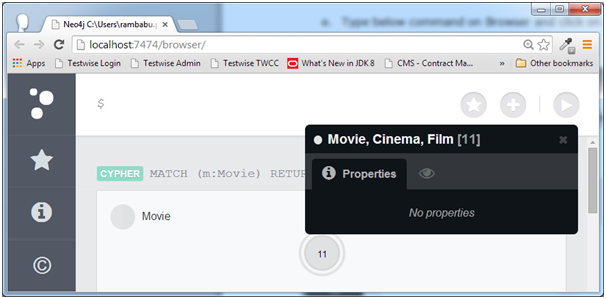 e. Type below command on Browser and click on
Neo4j C:\Users\rambabu.p
localhost:7474/browser/
Apps Testwise Login Testwise Admin Testwise TWCC What's New in JDK 8 CMS - Contract Ma... » Other bookmarks
$
Movie, Cinema, Film [11]
Properties
CYPHER MATCH (m:Movie) RETUR
No properties
Movie
11